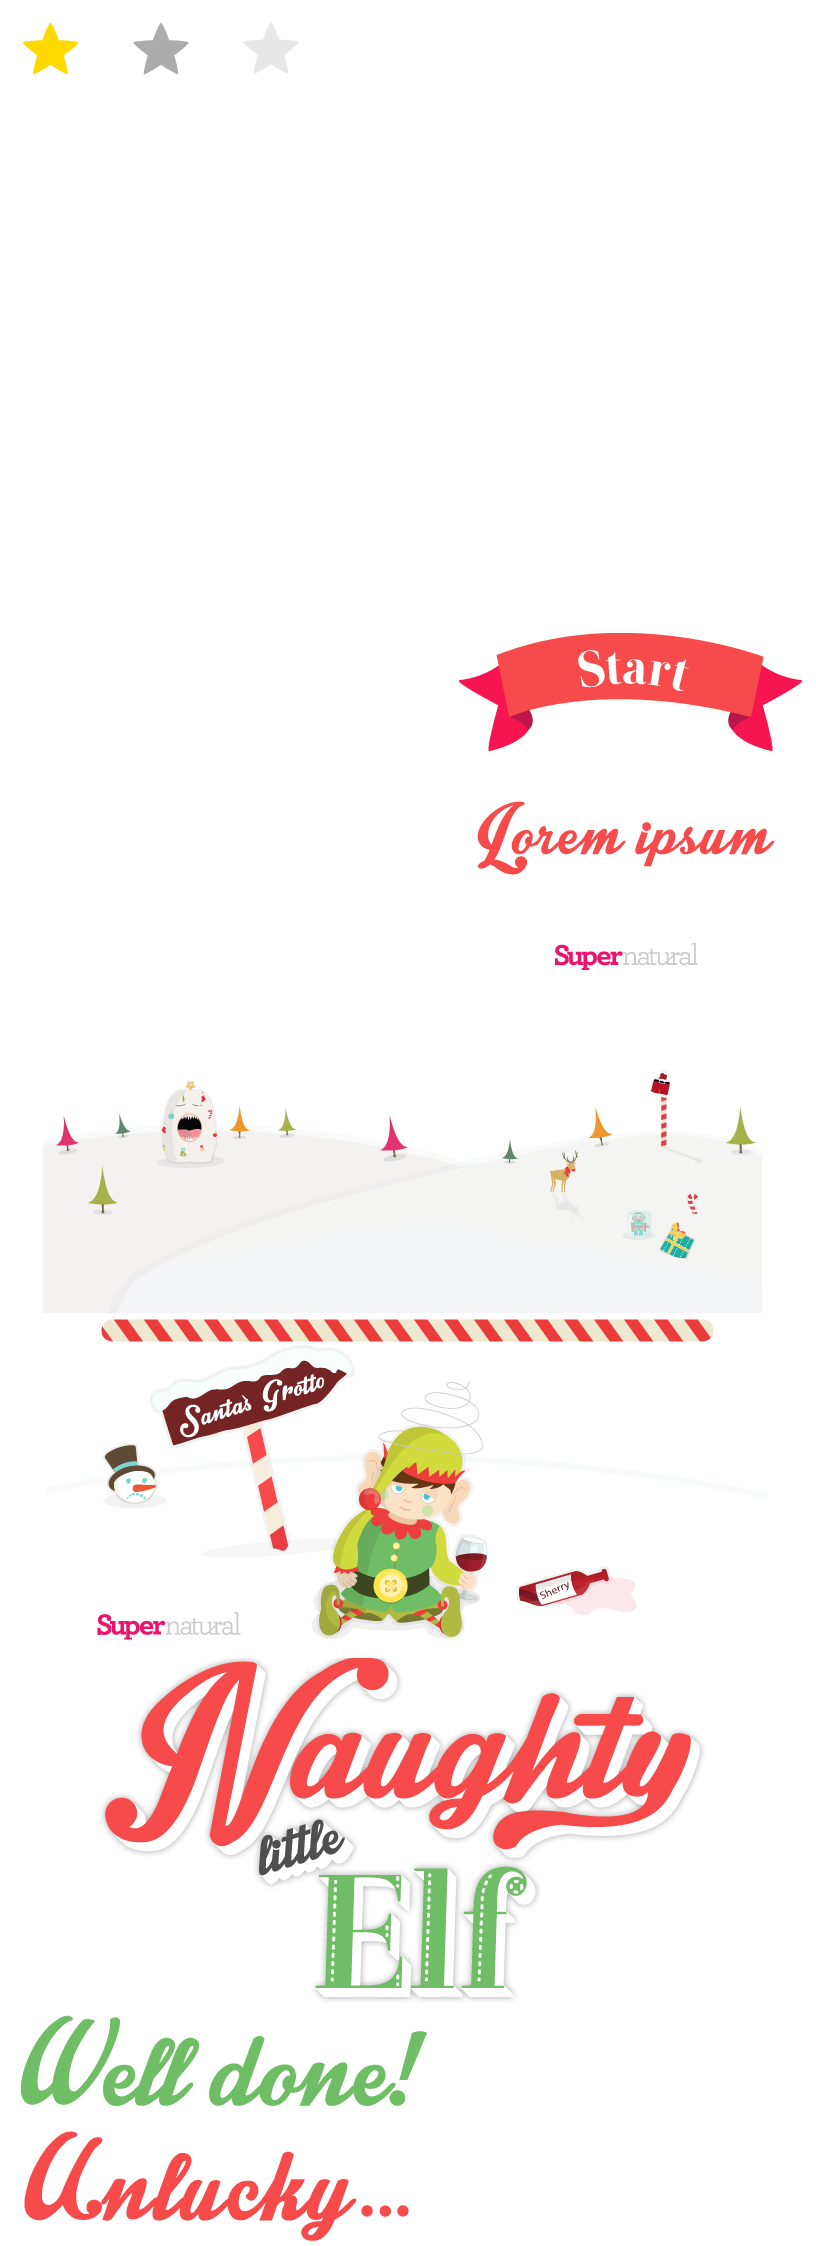 Start
Lorem ipsum
Supernatural
Santa's Grotto
Sherry
Supernatural
Naughty
little
Elf
Well done!
Unlucky...